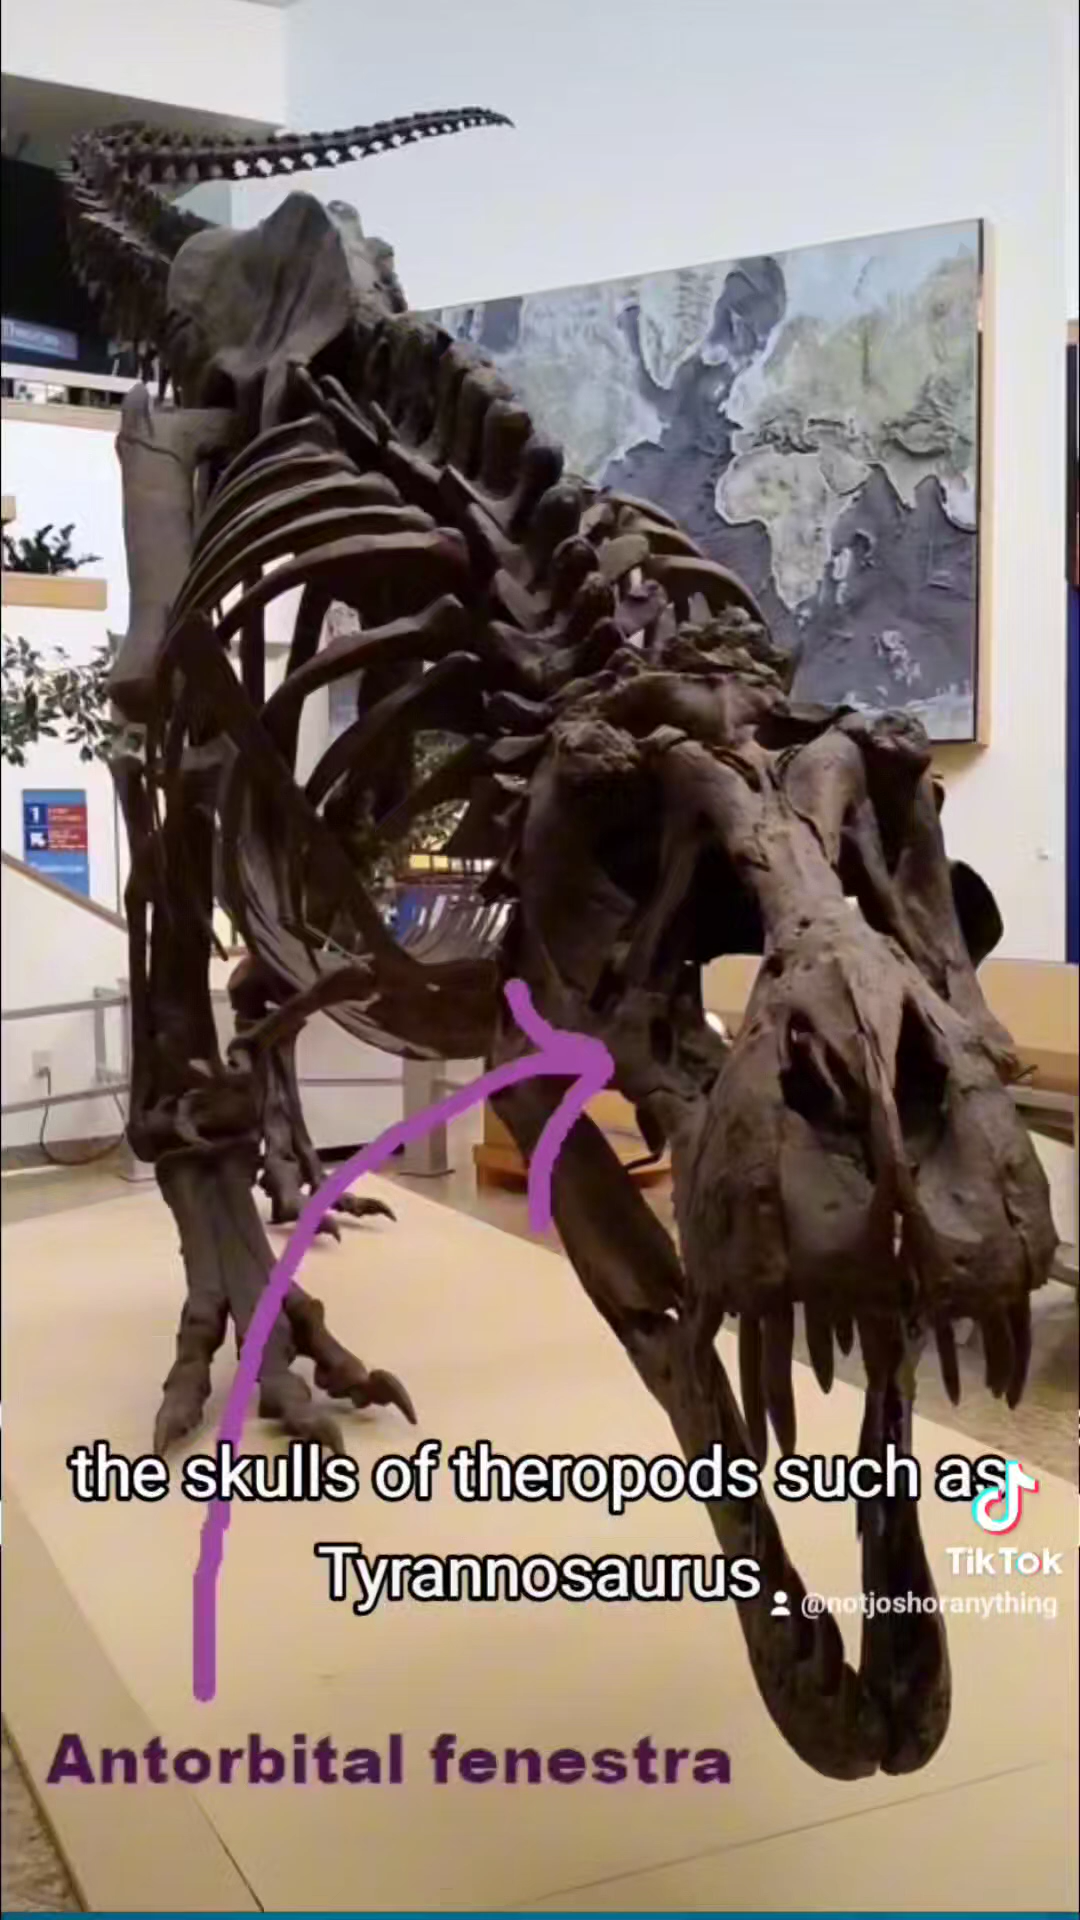 the skulls of theropods such as
Tyrannosaurus
TikTok
@notjoshoranything
Antorbital fenestra